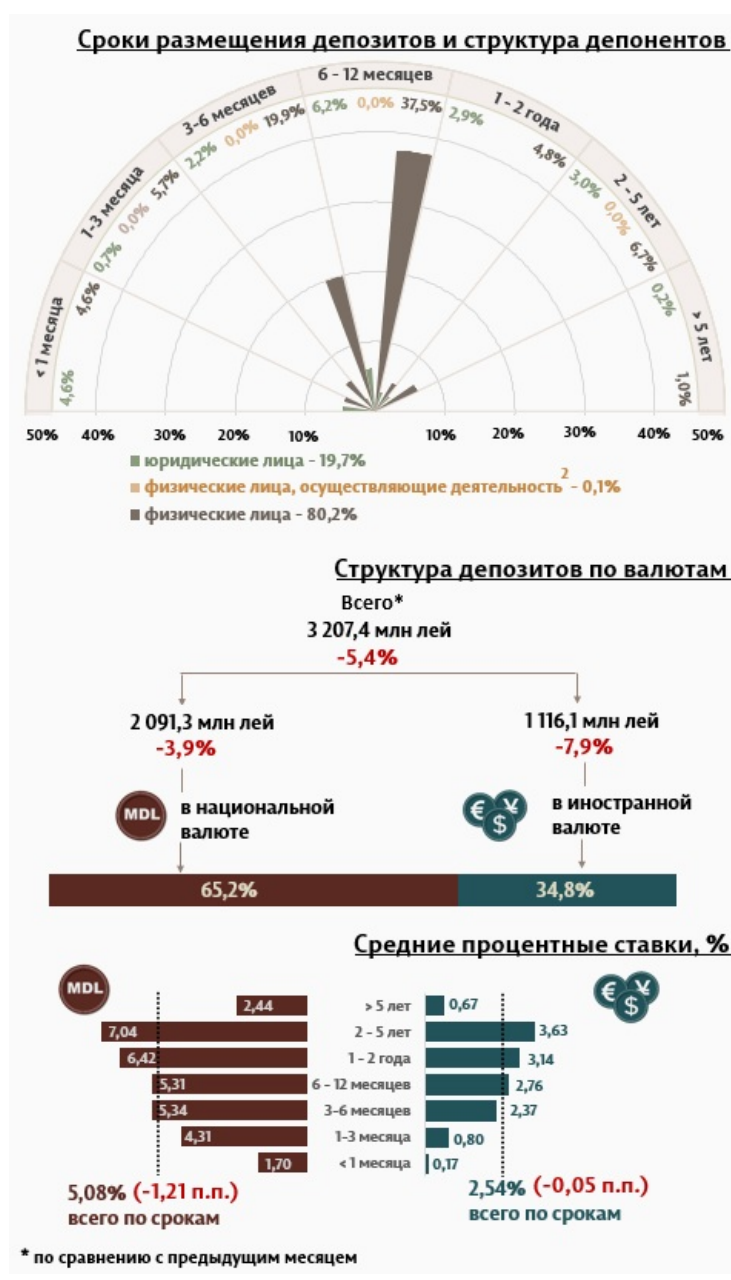 Сроки размещения депозитов и структура депонентов
< 1 месяца
4,6%
4,6%
1-3 месяца
0,7%
0,0%
5,7%
3-6 месяцев
2,2%
0,0%
19,9%
6 - 12 месяцев
6,2%
0,0%
37,5%
1 - 2 года
2,9%
4,8%
2 - 5 лет
3,0%
0,0%
6,7%
> 5 лет
0,2%
1,0%
50% 40% 30% 20% 10% 10% 20% 30% 40% 50%
юридические лица - 19,7%
физические лица, осуществляющие деятельность2 - 0,1%
физические лица - 80,2%
Структура депозитов по валютам
Всего*
3 207,4 млн лей
-5,4%
2 091,3 млн лей 1 116,1 млн лей
-3,9% -7,9%
MDL в национальной валюте
€ ¥ $ в иностранной валюте
65,2% 34,8%
Средние процентные ставки, %
MDL € ¥ $
2,44 > 5 лет 0,67
7,04 2 - 5 лет 3,63
6,42 1 - 2 года 3,14
5,31 6 - 12 месяцев 2,76
5,34 3-6 месяцев 2,37
4,31 1-3 месяца 0,80
1,70 < 1 месяца 0,17
5,08% (-1,21 п.п.) 2,54% (-0,05 п.п.)
всего по срокам всего по срокам
* по сравнению с предыдущим месяцем